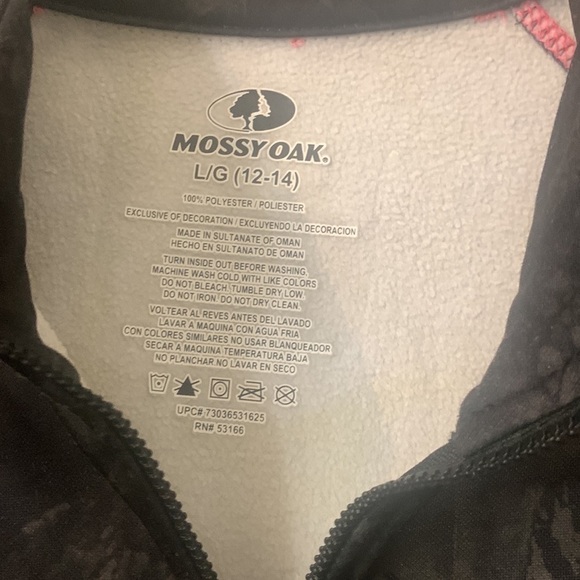 MOSSY OAK.
L/G (12-14)
100% POLYESTER / POLIESTER
EXCLUSIVE OF DECORATION / EXCLUYENDO LA DECORACION
MADE IN SULTANATE OF OMAN
HECHO EN SULTANATO DE OMAN
TURN INSIDE OUT BEFORE WASHING.
MACHINE WASH COLD WITH LIKE COLORS
DO NOT BLEACH. TUMBLE DRY LOW.
DO NOT IRON. DO NOT DRY CLEAN.
VOLTEAR AL REVES ANTES DEL LAVADO
LAVAR A MAQUINA CON AGUA FRIA
CON COLORES SIMILARES NO USAR BLANQUEADOR
SECAR A MAQUINA TEMPERATURA BAJA
NO PLANCHAR NO LAVAR EN SECO
UPC# 73036531625
RN# 53166